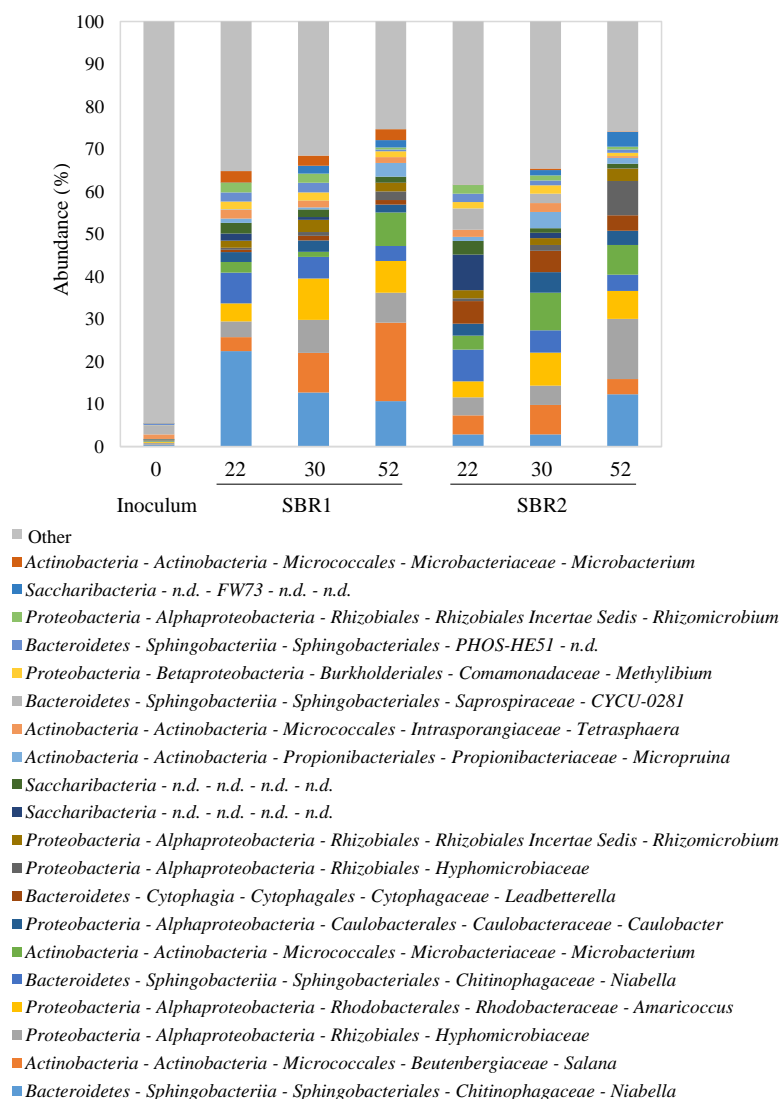 100
90
80
70
60
50
40
30
20
10
0
Abundance (%)
0 22 30 52 22 30 52
Inoculum SBR1 SBR2
Other
Actinobacteria - Actinobacteria - Micrococcales - Microbacteriaceae - Microbacterium
Saccharibacteria - n.d. - FW73 - n.d. - n.d.
Proteobacteria - Alphaproteobacteria - Rhizobiales - Rhizobiales Incertae Sedis - Rhizomicrobium
Bacteroidetes - Sphingobacteriia - Sphingobacteriales - PHOS-HE51 - n.d.
Proteobacteria - Betaproteobacteria - Burkholderiales - Comamonadaceae - Methylibium
Bacteroidetes - Sphingobacteriia - Sphingobacteriales - Saprospiraceae - CYCU-0281
Actinobacteria - Actinobacteria - Micrococcales - Intrasporangiaceae - Tetrasphaera
Actinobacteria - Actinobacteria - Propionibacteriales - Propionibacteriaceae - Micropruina
Saccharibacteria - n.d. - n.d. - n.d. - n.d.
Saccharibacteria - n.d. - n.d. - n.d. - n.d.
Proteobacteria - Alphaproteobacteria - Rhizobiales - Rhizobiales Incertae Sedis - Rhizomicrobium
Proteobacteria - Alphaproteobacteria - Rhizobiales - Hyphomicrobiaceae
Bacteroidetes - Cytophagia - Cytophagales - Cytophagaceae - Leadbetterella
Proteobacteria - Alphaproteobacteria - Caulobacterales - Caulobacteraceae - Caulobacter
Actinobacteria - Actinobacteria - Micrococcales - Microbacteriaceae - Microbacterium
Bacteroidetes - Sphingobacteriia - Sphingobacteriales - Chitinophagaceae - Niabella
Proteobacteria - Alphaproteobacteria - Rhodobacterales - Rhodobacteraceae - Amaricoccus
Proteobacteria - Alphaproteobacteria - Rhizobiales - Hyphomicrobiaceae
Actinobacteria - Actinobacteria - Micrococcales - Beutenbergiaceae - Salana
Bacteroidetes - Sphingobacteriia - Sphingobacteriales - Chitinophagaceae - Niabella